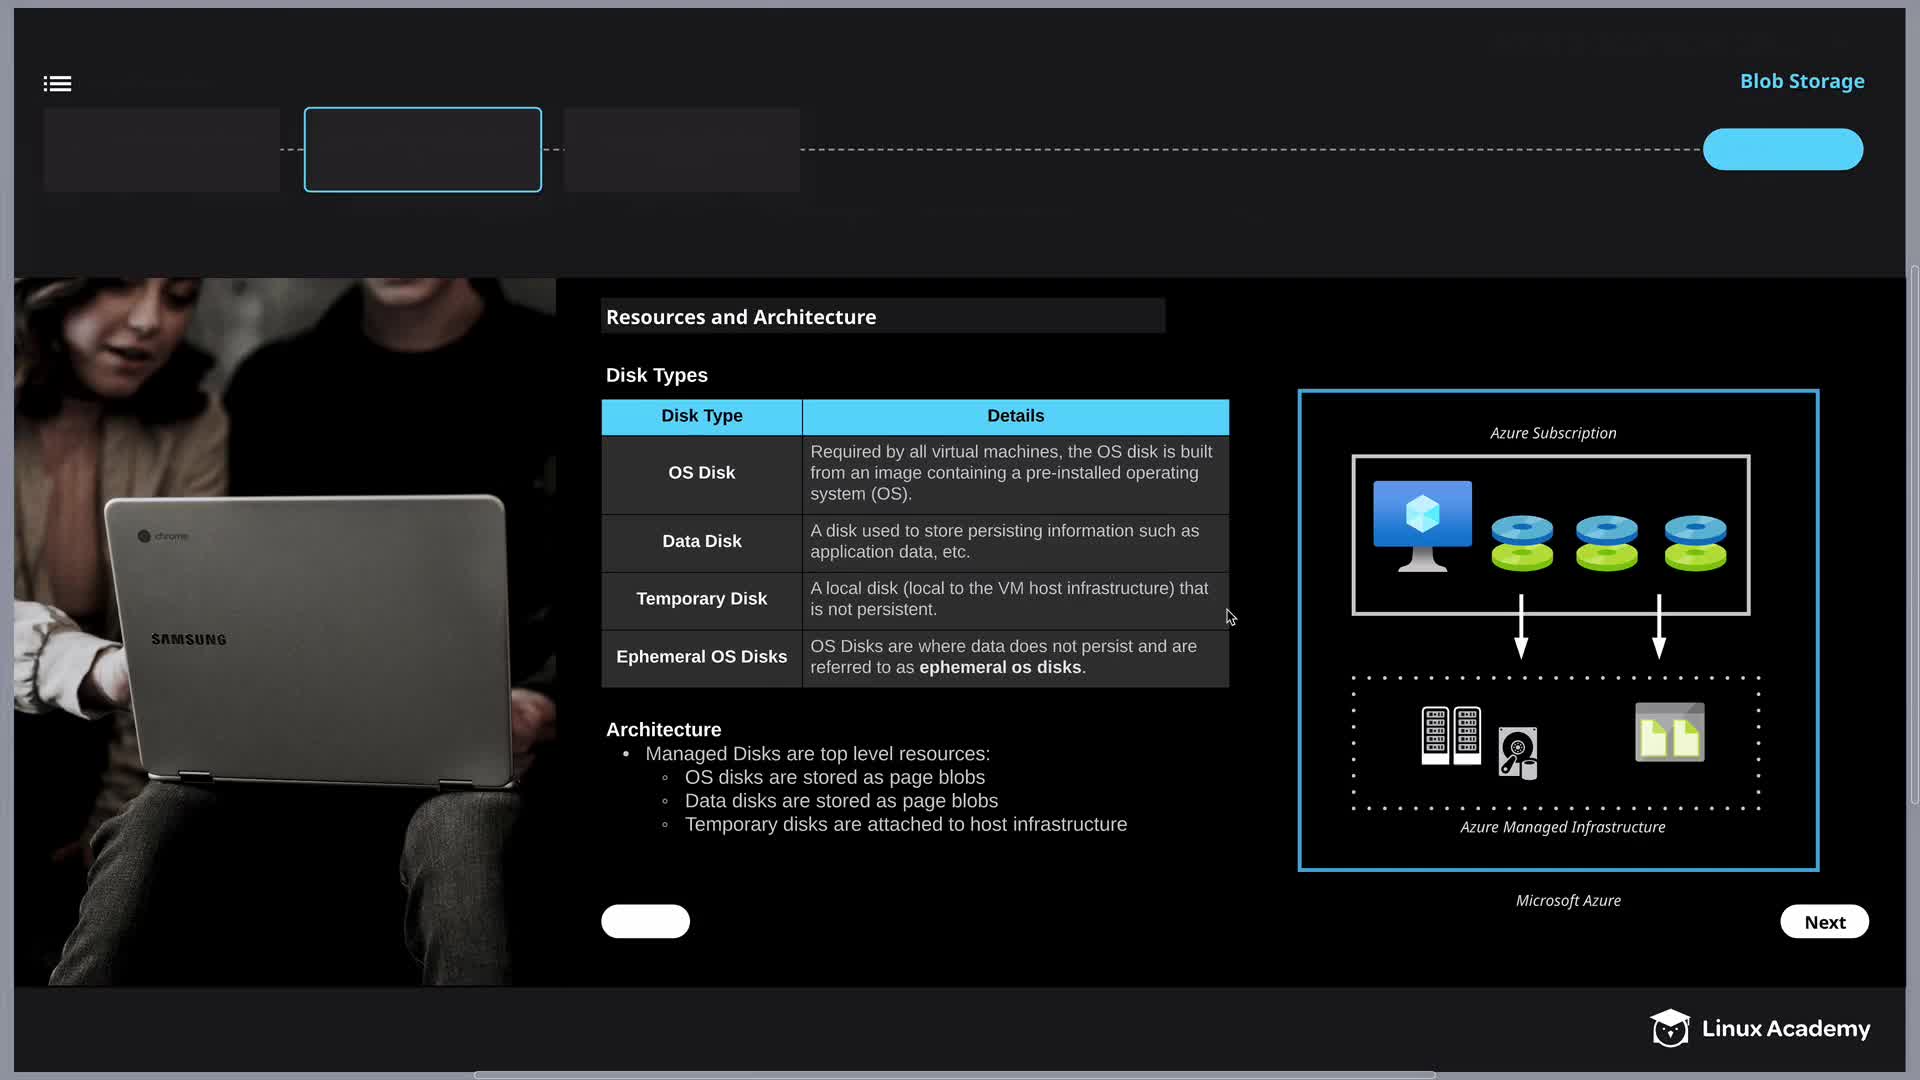 Blob Storage
Resources and Architecture
Disk Types
Disk Type
Details
OS Disk
Required by all virtual machines, the OS disk is built
from an image containing a pre-installed operating
system (OS).
Data Disk
A disk used to store persisting information such as
application data, etc.
Temporary Disk
A local disk (local to the VM host infrastructure) that
is not persistent.
Ephemeral OS Disks
OS Disks are where data does not persist and are
referred to as ephemeral os disks.
Architecture
• Managed Disks are top level resources:
◦ OS disks are stored as page blobs
◦ Data disks are stored as page blobs
◦ Temporary disks are attached to host infrastructure
Azure Subscription
Azure Managed Infrastructure
Microsoft Azure
Next
chrome
SAMSUNG
Linux Academy